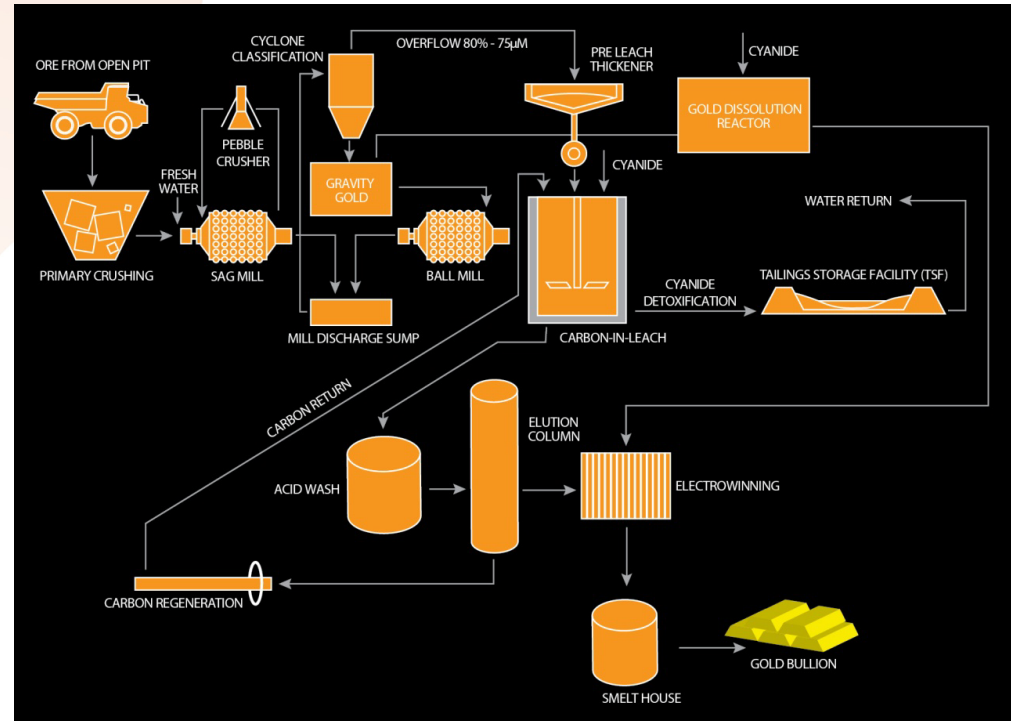 CYCLONE
CLASSIFICATION
OVERFLOW 80% - 75µM
PRE LEACH
THICKENER
CYANIDE
ORE FROM OPEN PIT
GOLD DISSOLUTION
REACTOR
PEBBLE
CRUSHER
FRESH
WATER
GRAVITY
GOLD
CYANIDE
WATER RETURN
PRIMARY CRUSHING
SAG MILL
BALL MILL
CYANIDE
DETOXIFICATION
TAILINGS STORAGE FACILITY (TSF)
MILL DISCHARGE SUMP
CARBON-IN-LEACH
CARBON RETURN
ELUTION
COLUMN
ACID WASH
ELECTROWINNING
CARBON REGENERATION
GOLD BULLION
SMELT HOUSE